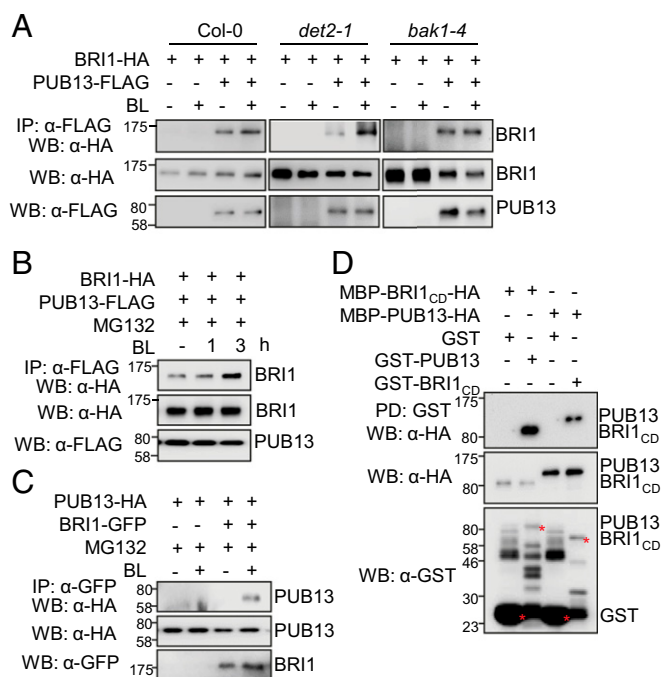 A
Col-0 det2-1 bak1-4
BRI1-HA + + + + + + + + + + + +
PUB13-FLAG - - + + - - + + - - + +
BL - + - + - + - + - + - +
IP: α-FLAG
WB: α-HA
175
BRI1
WB: α-HA
175
BRI1
WB: α-FLAG
80
58
PUB13
B
BRI1-HA + + +
PUB13-FLAG + + +
MG132 + + +
BL - 1 3 h
IP: α-FLAG
WB: α-HA
175
BRI1
WB: α-HA
175
BRI1
WB: α-FLAG
80
58
PUB13
C
PUB13-HA + + + +
BRI1-GFP - - + +
MG132 + + + +
BL - + - +
IP: α-GFP
WB: α-HA
80
58
PUB13
WB: α-HA
80
58
PUB13
WB: α-GFP
175
BRI1
D
MBP-BRI1CD-HA + + - -
MBP-PUB13-HA - - + +
GST + - + -
GST-PUB13 - + - -
GST-BRI1CD - - - +
PD: GST
WB: α-HA
175
80
PUB13
BRI1CD
WB: α-HA
175
80
PUB13
BRI1CD
WB: α-GST
80
58
46
30
23
PUB13
BRI1CD
GST
* * * *